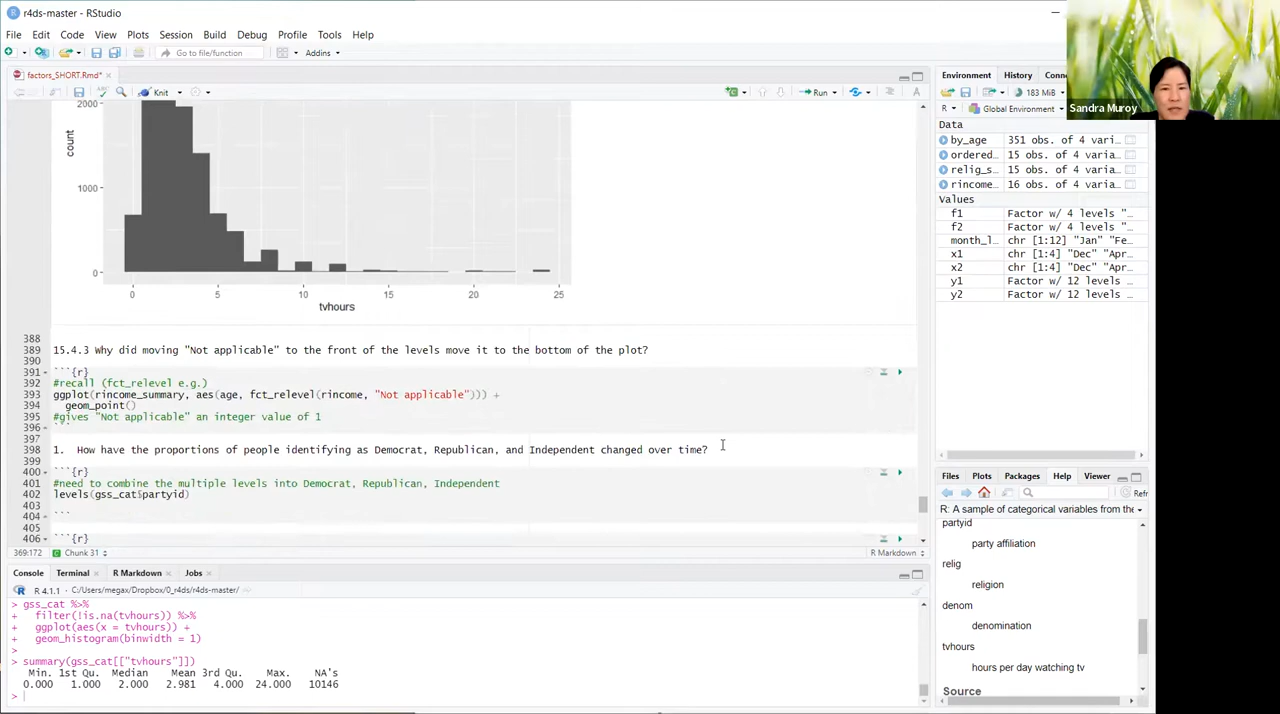 r4ds-master - RStudio
File Edit Code View Plots Session Build Debug Profile Tools Help
Go to file/function Addins
factors_SHORT.Rmd*
Knit Run
2000
1000
0
count
0 5 10 15 20 25
tvhours
388
389 15.4.3 Why did moving "Not applicable" to the front of the levels move it to the bottom of the plot?
390
391 ```{r}
392 #recall (fct_relevel e.g.)
393 ggplot(rincome_summary, aes(age, fct_relevel(rincome, "Not applicable"))) +
394 geom_point()
395 #gives "Not applicable" an integer value of 1
396 ```
397
398 1. How have the proportions of people identifying as Democrat, Republican, and Independent changed over time?
399
400 ```{r}
401 #need to combine the multiple levels into Democrat, Republican, Independent
402 levels(gss_cat$partyid)
403
404 ```
405
406 ```{r}
369:172 Chunk 31 R Markdown
Console Terminal R Markdown Jobs
R 4.1.1 · C:/Users/megax/Dropbox/0_r4ds/r4ds-master/
> gss_cat %>%
+ filter(!is.na(tvhours)) %>%
+ ggplot(aes(x = tvhours)) +
+ geom_histogram(binwidth = 1)
>
> summary(gss_cat[["tvhours"]])
Min. 1st Qu. Median Mean 3rd Qu. Max. NA's
0.000 1.000 2.000 2.981 4.000 24.000 10146
>
Sandra Muroy
Environment History Conn
183 MiB
R Global Environment
Data
by_age 351 obs. of 4 vari…
ordered… 15 obs. of 4 varia…
relig_s… 15 obs. of 4 varia…
rincome… 16 obs. of 4 varia…
Values
f1 Factor w/ 4 levels "…
f2 Factor w/ 4 levels "…
month_l… chr [1:12] "Jan" "Fe…
x1 chr [1:4] "Dec" "Apr…
x2 chr [1:4] "Dec" "Apr…
y1 Factor w/ 12 levels …
y2 Factor w/ 12 levels …
Files Plots Packages Help Viewer
Refr
R: A sample of categorical variables from the
partyid
party affiliation
relig
religion
denom
denomination
tvhours
hours per day watching tv
Source